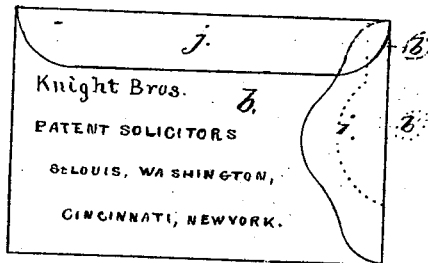 j.
Knight Bros. b.
PATENT SOLICITORS
ST LOUIS, WASHINGTON,
CINCINNATI, NEWYORK.
i.
b
b